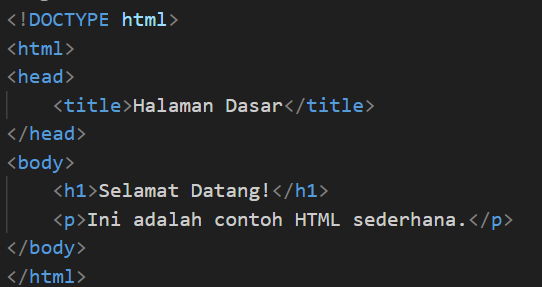 <!DOCTYPE html>
<html>
<head>
    <title>Halaman Dasar</title>
</head>
<body>
    <h1>Selamat Datang!</h1>
    <p>Ini adalah contoh HTML sederhana.</p>
</body>
</html>